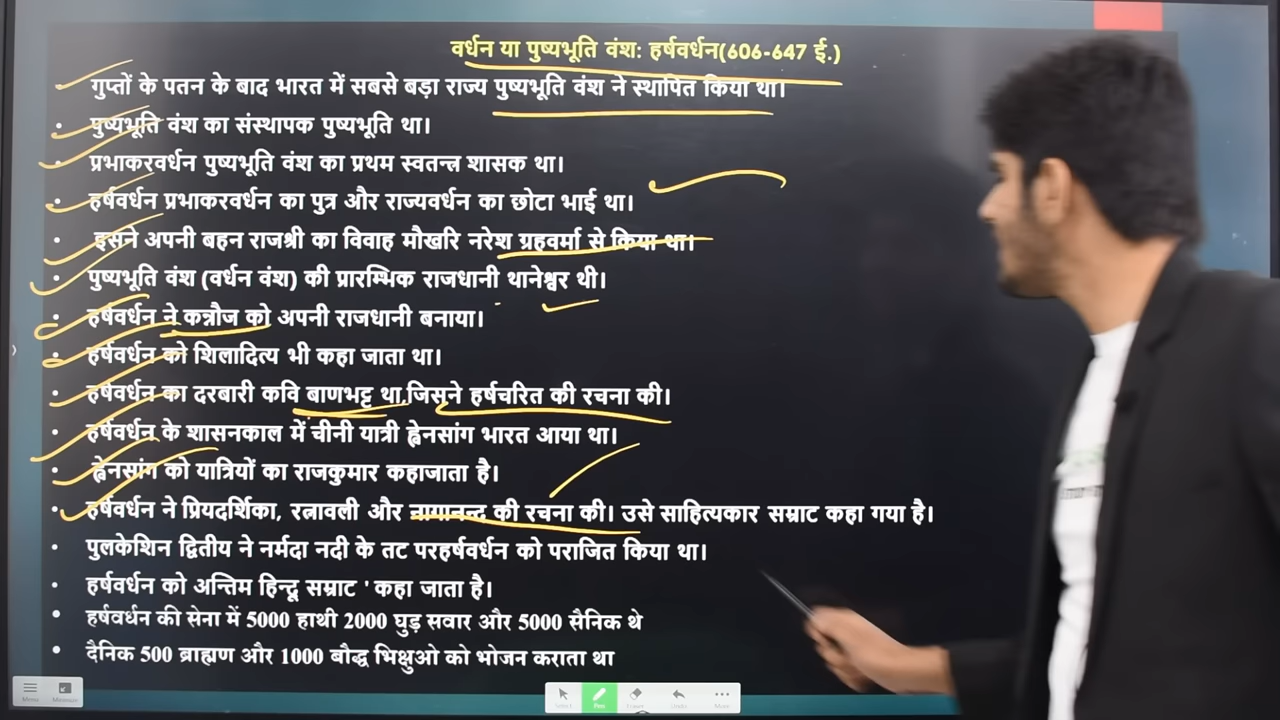 वर्धन या पुष्यभूति वंश: हर्षवर्धन(606-647 ई.)
गुप्तों के पतन के बाद भारत में सबसे बड़ा राज्य पुष्यभूति वंश ने स्थापित किया था।
• पुष्यभूति वंश का संस्थापक पुष्यभूति था।
• प्रभाकरवर्धन पुष्यभूति वंश का प्रथम स्वतन्त्र शासक था।
• हर्षवर्धन प्रभाकरवर्धन का पुत्र और राज्यवर्धन का छोटा भाई था।
• इसने अपनी बहन राजश्री का विवाह मौखरि नरेश ग्रहवर्मा से किया था।
• पुष्यभूति वंश (वर्धन वंश) की प्रारम्भिक राजधानी थानेश्वर थी।
• हर्षवर्धन ने कन्नौज को अपनी राजधानी बनाया।
• हर्षवर्धन को शिलादित्य भी कहा जाता था।
• हर्षवर्धन का दरबारी कवि बाणभट्ट था,जिसने हर्षचरित की रचना की।
• हर्षवर्धन के शासनकाल में चीनी यात्री ह्वेनसांग भारत आया था।
• ह्वेनसांग को यात्रियों का राजकुमार कहाजाता है।
• हर्षवर्धन ने प्रियदर्शिका, रत्नावली और नागानन्द की रचना की। उसे साहित्यकार सम्राट कहा गया है।
• पुलकेशिन द्वितीय ने नर्मदा नदी के तट परहर्षवर्धन को पराजित किया था।
• हर्षवर्धन को अन्तिम हिन्दू सम्राट ' कहा जाता है।
• हर्षवर्धन की सेना में 5000 हाथी 2000 घुड़ सवार और 5000 सैनिक थे
• दैनिक 500 ब्राह्मण और 1000 बौद्ध भिक्षुओ को भोजन कराता था
Menu
Select Pen Eraser Undo More